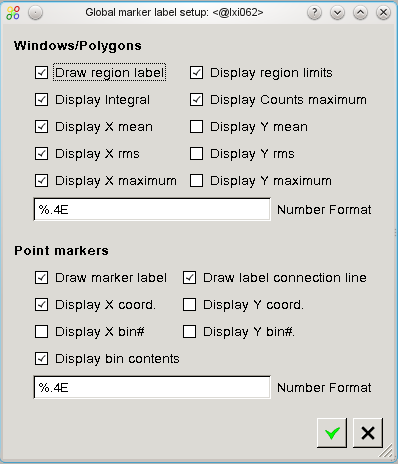 Global marker label setup: <@lxi062>
Windows/Polygons
Draw region label Display region limits
Display Integral Display Counts maximum
Display X mean Display Y mean
Display X rms Display Y rms
Display X maximum Display Y maximum
%.4E Number Format
Point markers
Draw marker label Draw label connection line
Display X coord. Display Y coord.
Display X bin# Display Y bin#.
Display bin contents
%.4E Number Format